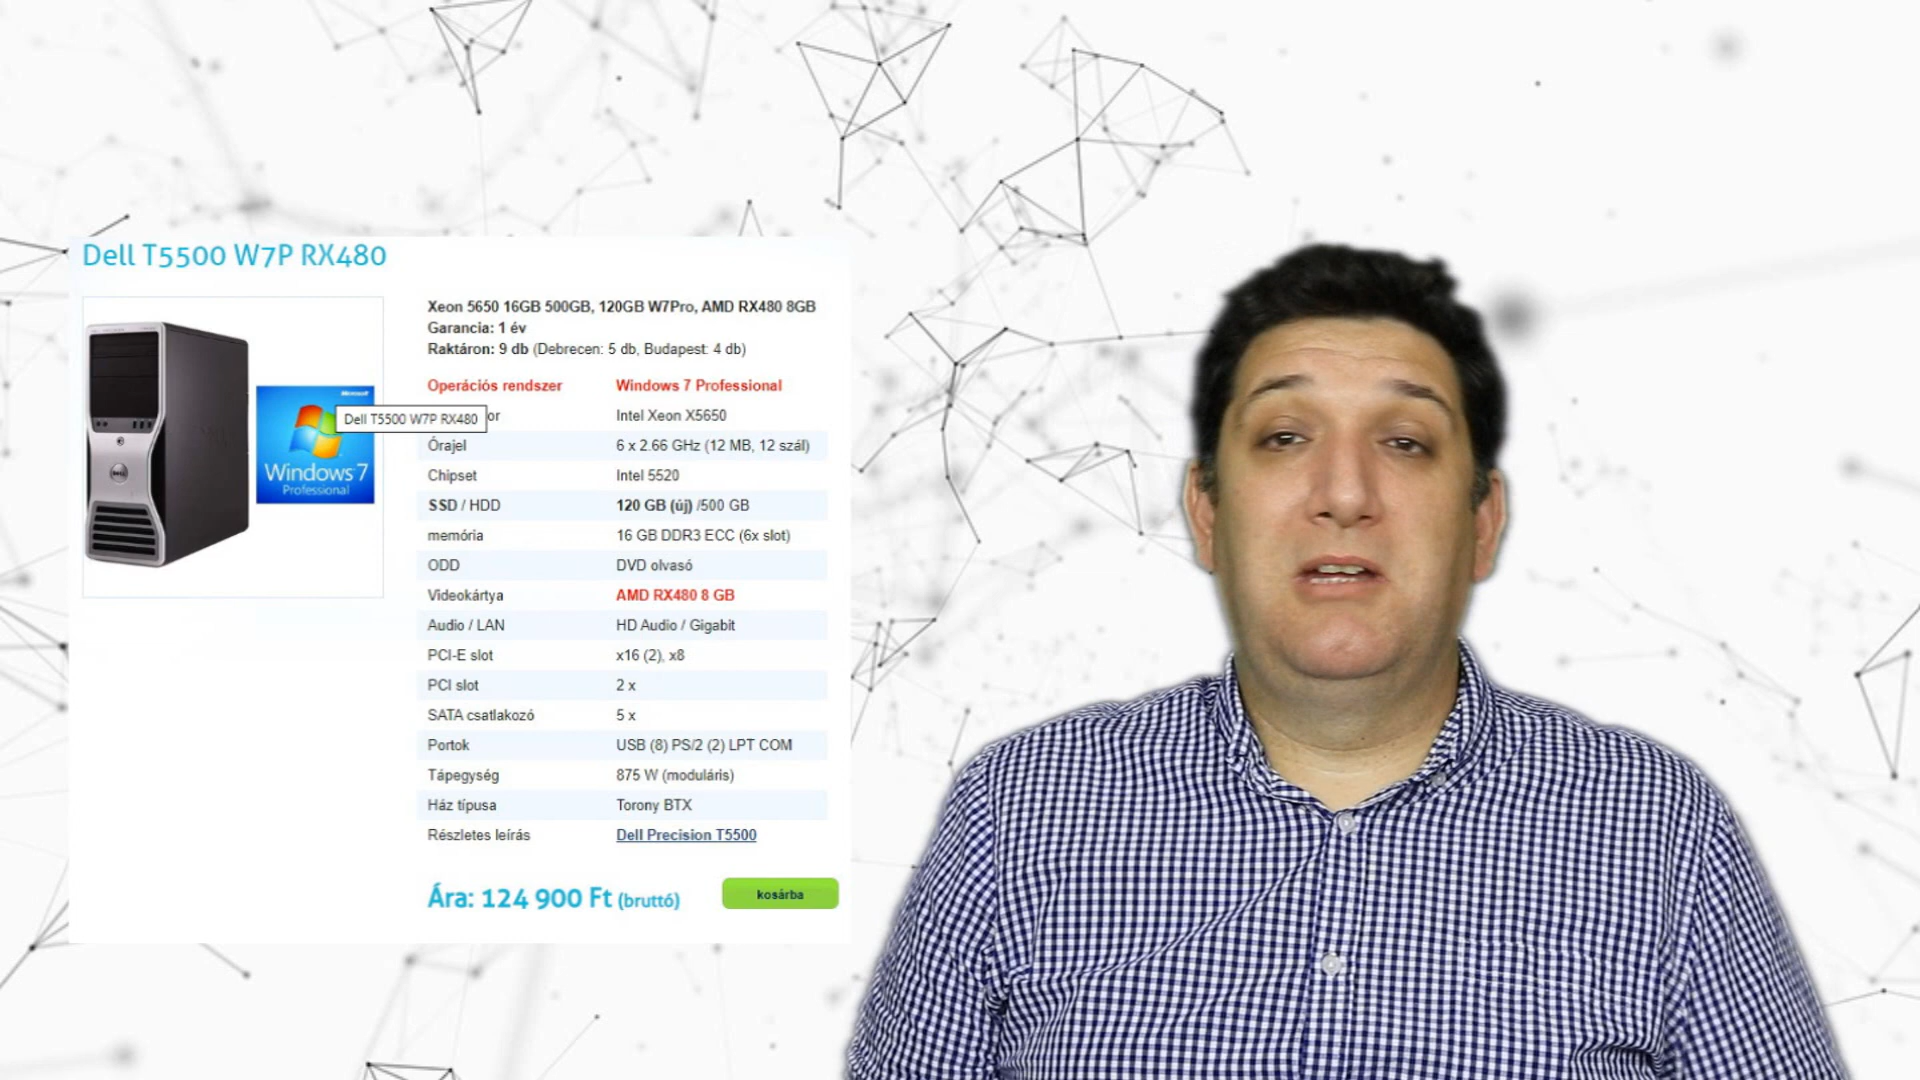 Dell T5500 W7P RX480
Xeon 5650 16GB 500GB, 120GB W7Pro, AMD RX480 8GB
Garancia: 1 év
Raktáron: 9 db (Debrecen: 5 db, Budapest: 4 db)
Operációs rendszer Windows 7 Professional
Dell T5500 W7P RX480
or Intel Xeon X5650
Órajel 6 x 2.66 GHz (12 MB, 12 szál)
Windows 7
Professional
Chipset Intel 5520
SSD / HDD 120 GB (új) /500 GB
memória 16 GB DDR3 ECC (6x slot)
ODD DVD olvasó
Videokártya AMD RX480 8 GB
Audio / LAN HD Audio / Gigabit
PCI-E slot x16 (2), x8
PCI slot 2 x
SATA csatlakozó 5 x
Portok USB (8) PS/2 (2) LPT COM
Tápegység 875 W (moduláris)
Ház típusa Torony BTX
Részletes leírás Dell Precision T5500
Ára: 124 900 Ft (bruttó) kosárba